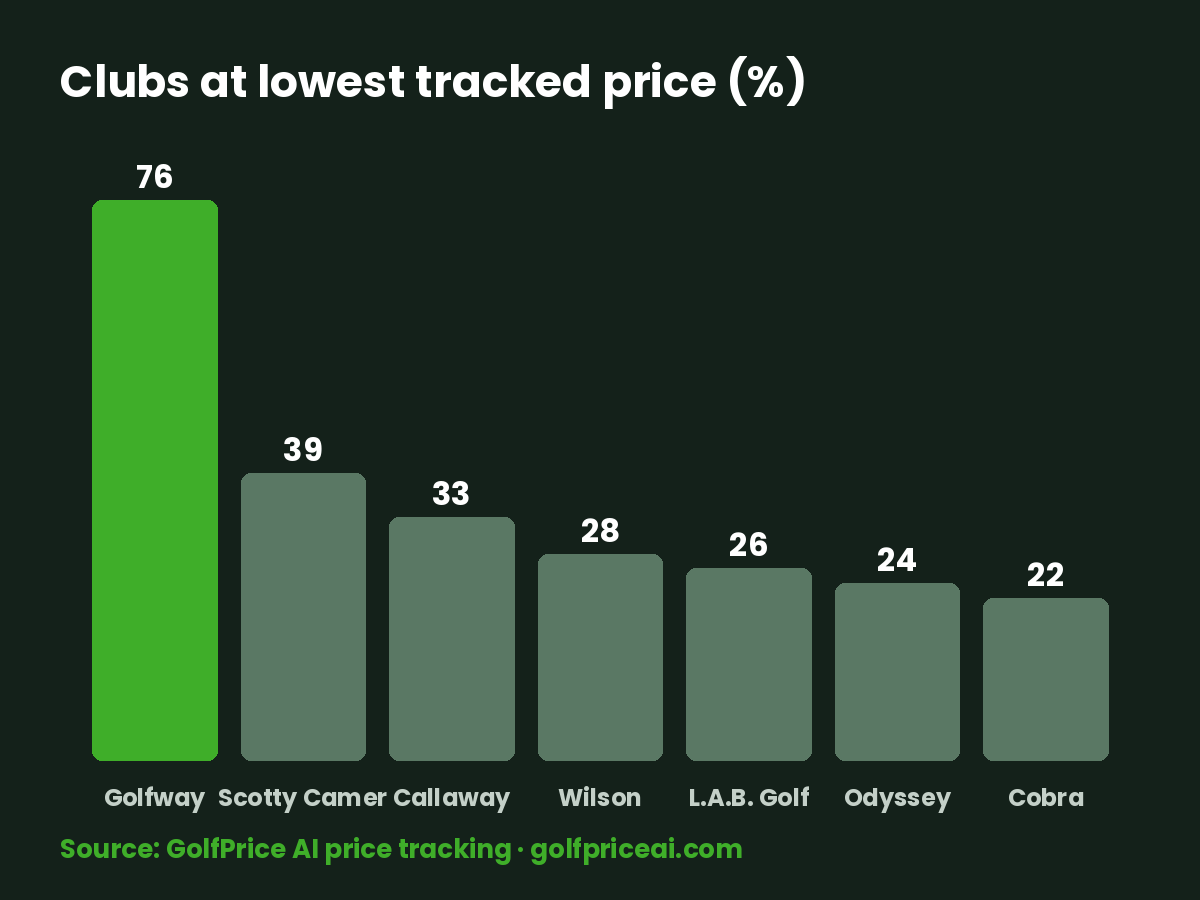 Clubs at lowest tracked price (%)
76
39
33
28
26
24
22
Golfway Scotty Camer Callaway Wilson L.A.B. Golf Odyssey Cobra
Source: GolfPrice AI price tracking · golfpriceai.com